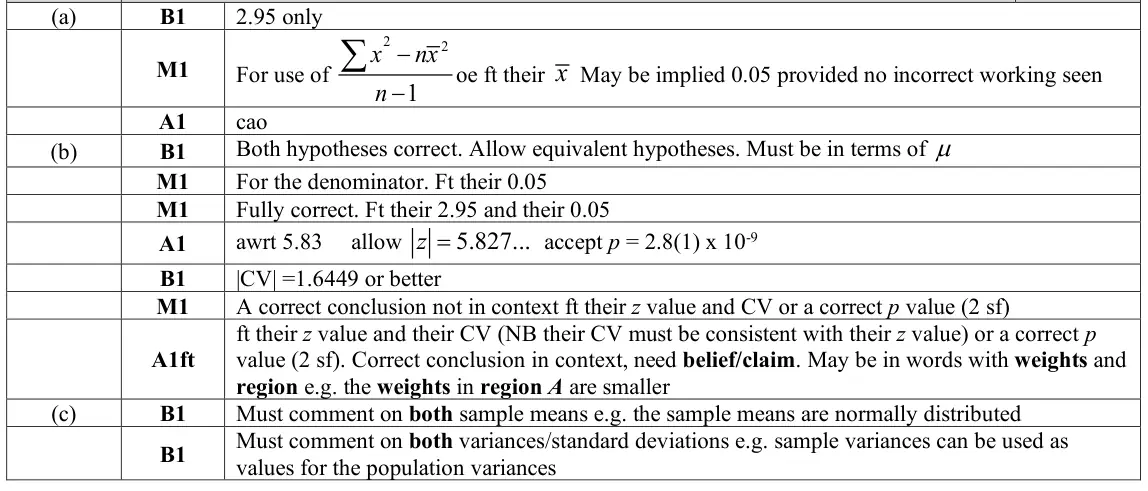 (a) B1 2.95 only
M1 For use of \frac{\sum x^2 - n\overline{x}^2}{n-1} oe ft their \overline{x} May be implied 0.05 provided no incorrect working seen
A1 cao
(b) B1 Both hypotheses correct. Allow equivalent hypotheses. Must be in terms of μ
M1 For the denominator. Ft their 0.05
M1 Fully correct. Ft their 2.95 and their 0.05
A1 awrt 5.83 allow |z| = 5.827... accept p = 2.8(1) x 10⁻⁹
B1 |CV| =1.6449 or better
M1 A correct conclusion not in context ft their z value and CV or a correct p value (2 sf)
A1ft ft their z value and their CV (NB their CV must be consistent with their z value) or a correct p
value (2 sf). Correct conclusion in context, need belief/claim. May be in words with weights and
region e.g. the weights in region A are smaller
(c) B1 Must comment on both sample means e.g. the sample means are normally distributed
B1 Must comment on both variances/standard deviations e.g. sample variances can be used as
values for the population variances